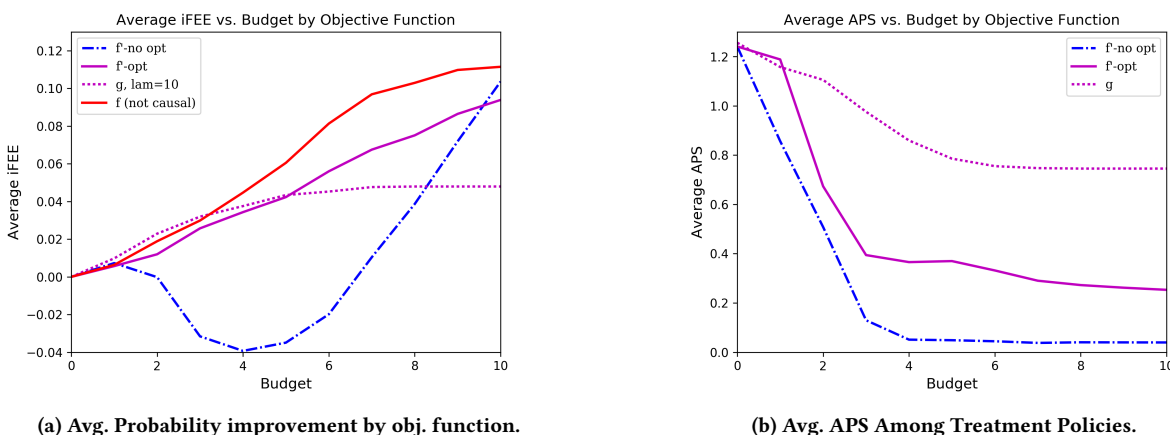 Average iFEE vs. Budget by Objective Function
0.12
0.10
0.08
0.06
0.04
0.02
0.00
−0.02
−0.04
Average iFEE
f'-no opt
f'-opt
g, lam=10
f (not causal)
0 2 4 6 8 10
Budget
(a) Avg. Probability improvement by obj. function.
Average APS vs. Budget by Objective Function
1.2
1.0
0.8
0.6
0.4
0.2
0.0
Average APS
f'-no opt
f'-opt
g
0 2 4 6 8 10
Budget
(b) Avg. APS Among Treatment Policies.